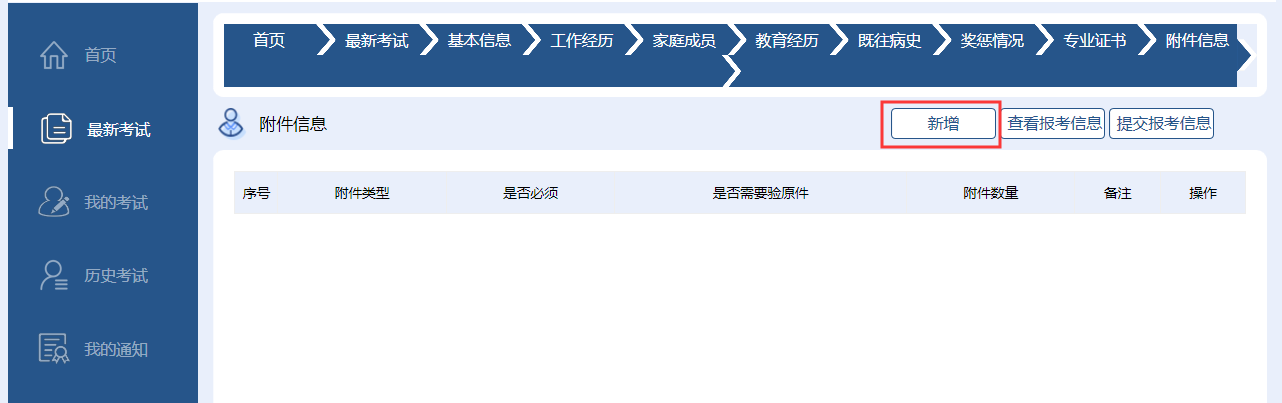 首页
最新考试
我的考试
历史考试
我的通知
首页 最新考试 基本信息 工作经历 家庭成员 教育经历 既往病史 奖惩情况 专业证书 附件信息
附件信息 新增 查看报考信息 提交报考信息
序号 附件类型 是否必须 是否需要验原件 附件数量 备注 操作